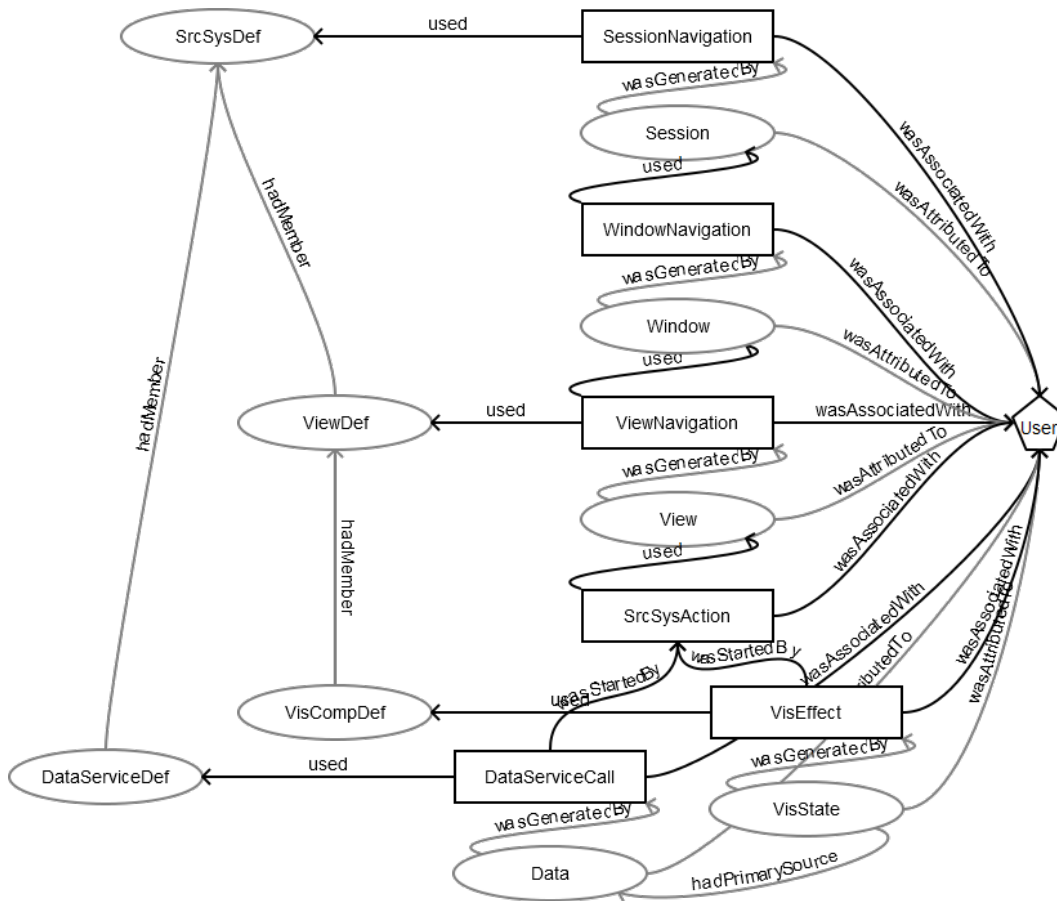 used
SrcSysDef
SessionNavigation
wasGeneratedBy
Session
wasAssociatedWith
used
wasAttributedTo
hadMember
WindowNavigation
wasGeneratedBy
wasAssociatedWith
Window
wasAttributedTo
used
hadMember
ViewDef
used
ViewNavigation
wasAssociatedWith
User
wasGeneratedBy
wasAttributedTo
View
wasAssociatedWith
used
hadMember
SrcSysAction
wasStartedBy
wasStartedBy
wasAssociatedWith
wasAssociatedWith
wasAttributedTo
used
VisCompDef
VisEffect
used
DataServiceDef
DataServiceCall
wasGeneratedBy
wasGeneratedBy
VisState
Data
hadPrimarySource